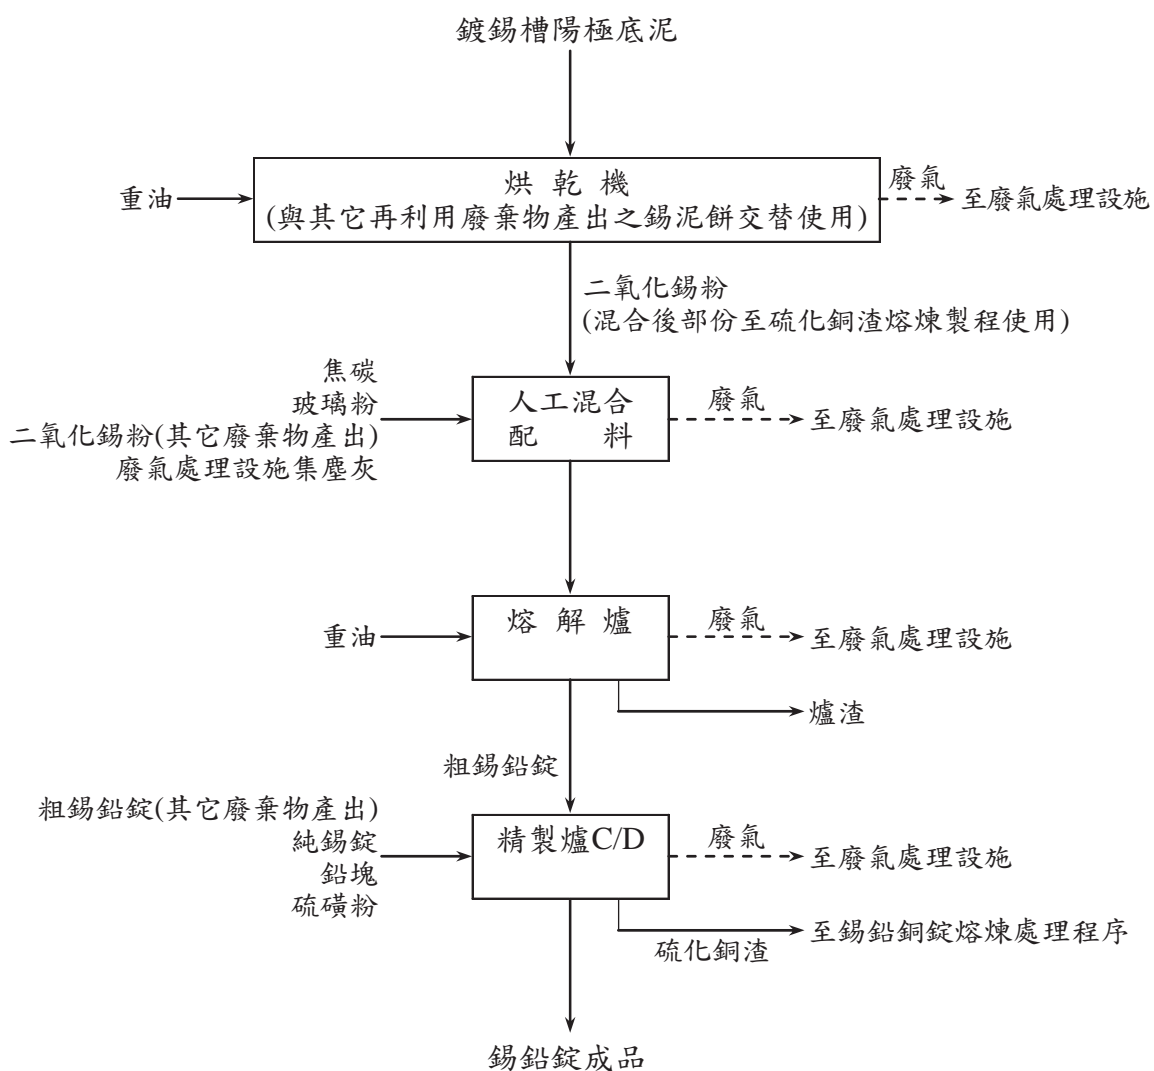 鍍錫槽陽極底泥
烘乾機
(與其它再利用廢棄物產出之錫泥餅交替使用)
重油
廢氣
至廢氣處理設施
二氧化錫粉
(混合後部份至硫化銅渣熔煉製程使用)
焦碳
玻璃粉
二氧化錫粉(其它廢棄物產出)
廢氣處理設施集塵灰
人工混合
配料
廢氣
至廢氣處理設施
重油
熔解爐
廢氣
至廢氣處理設施
爐渣
粗錫鉛錠
粗錫鉛錠(其它廢棄物產出)
純錫錠
鉛塊
硫磺粉
精製爐C/D
廢氣
至廢氣處理設施
硫化銅渣
至錫鉛銅錠熔煉處理程序
錫鉛錠成品